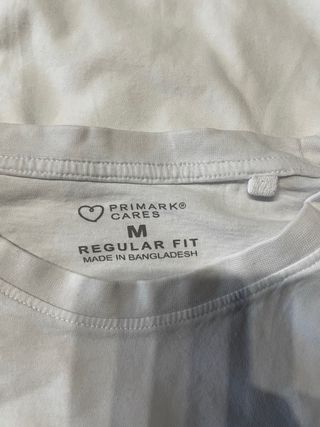 PRIMARK®
CARES
M
REGULAR FIT
MADE IN BANGLADESH